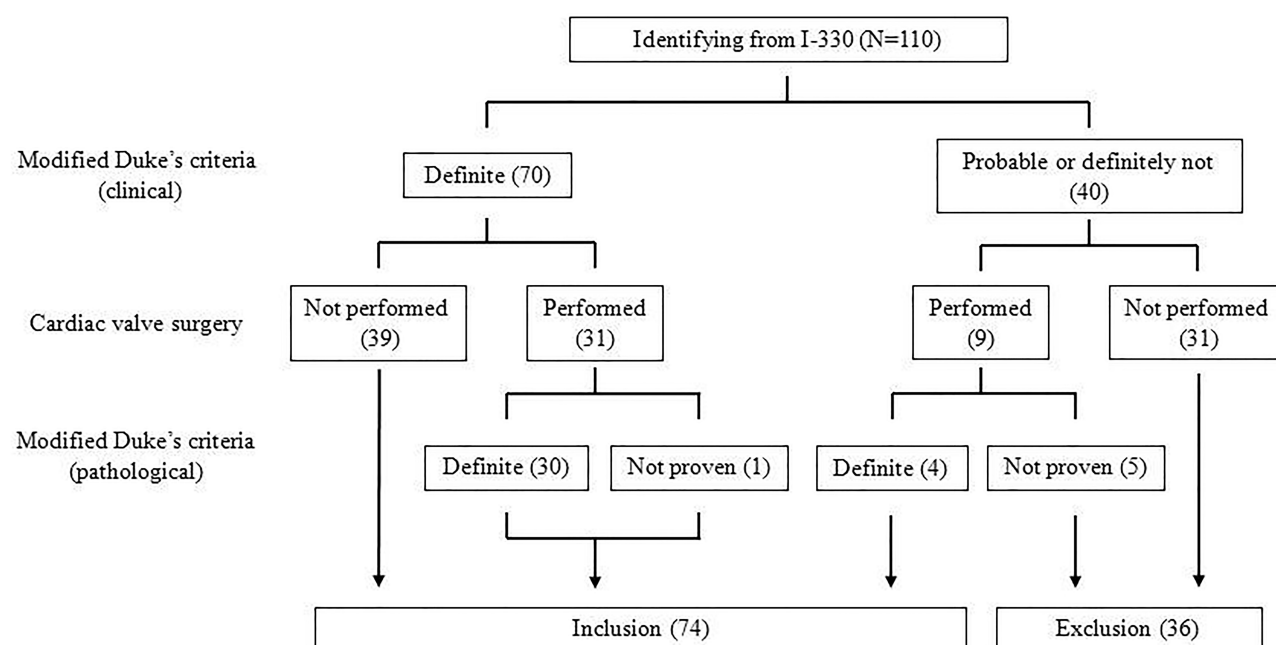 Identifying from I-330 (N=110)
Modified Duke’s criteria
(clinical)
Definite (70)
Probable or definitely not
(40)
Cardiac valve surgery
Not performed
(39)
Performed
(31)
Performed
(9)
Not performed
(31)
Modified Duke’s criteria
(pathological)
Definite (30)
Not proven (1)
Definite (4)
Not proven (5)
Inclusion (74)
Exclusion (36)